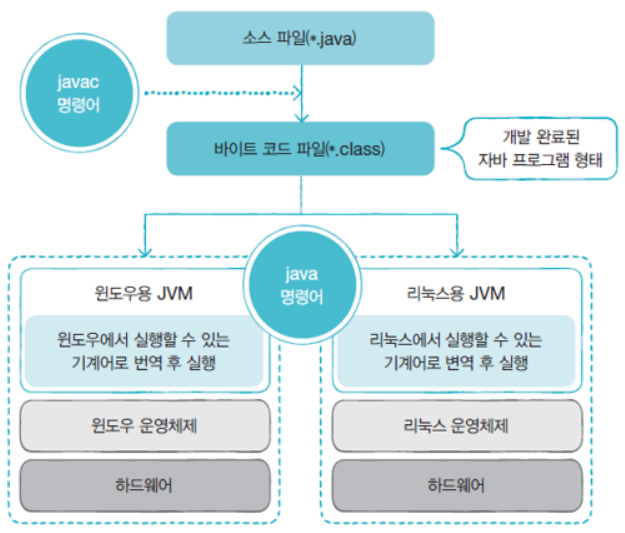 소스 파일(*.java)
javac
명령어
바이트 코드 파일(*.class)
개발 완료된
자바 프로그램 형태
java
명령어
윈도우용 JVM
윈도우에서 실행할 수 있는
기계어로 번역 후 실행
윈도우 운영체제
하드웨어
리눅스용 JVM
리눅스에서 실행할 수 있는
기계어로 변역 후 실행
리눅스 운영체제
하드웨어